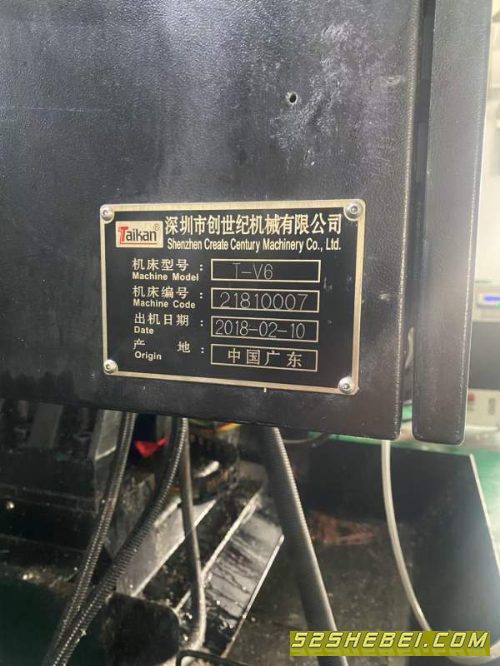 Taikan®
深圳市创世纪机械有限公司
Shenzhen Create Century Machinery Co., Ltd.
机床型号： T-V6
Machine Model
机床编号： 21810007
Machine Code
出机日期： 2018-02-10
Date
产 地： 中国广东
Origin
52SHEBEI.COM